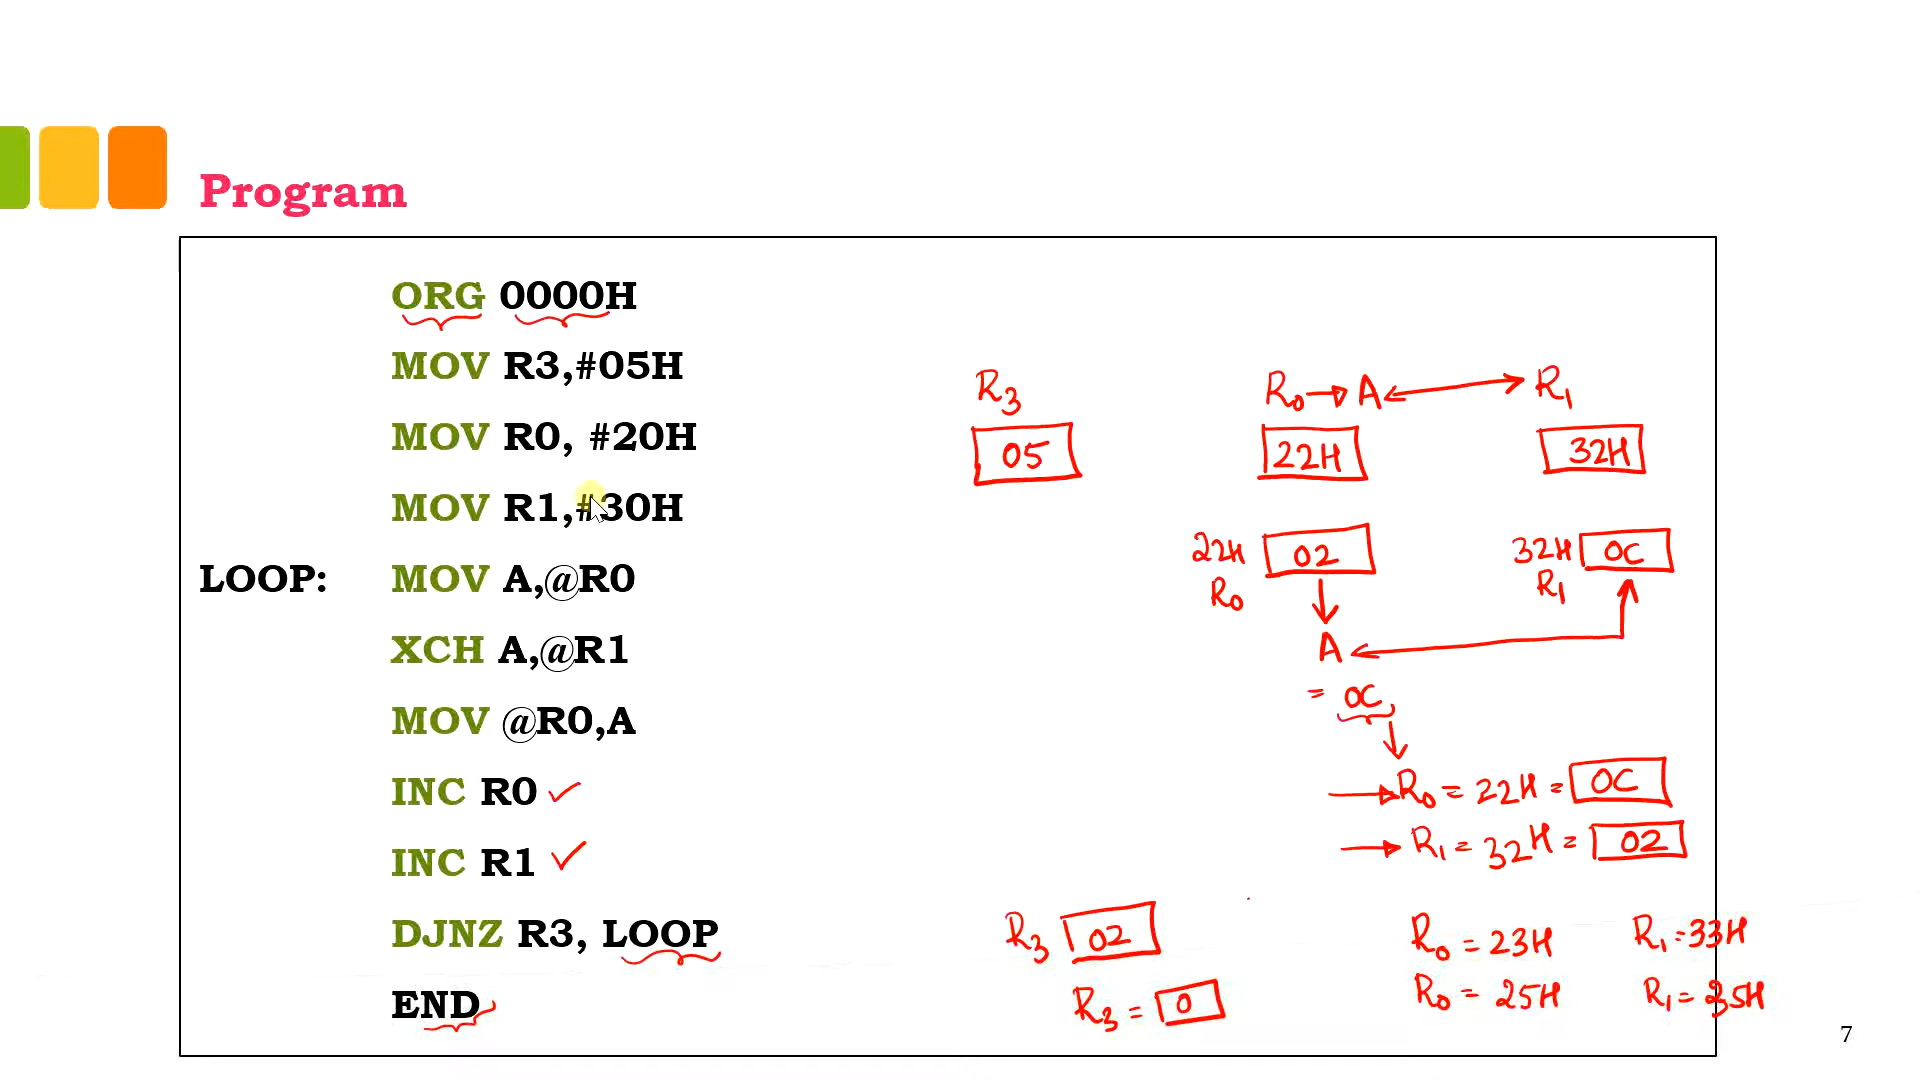 Program
ORG 0000H
MOV R3,#05H
MOV R0, #20H
MOV R1,#30H
LOOP: MOV A,@R0
XCH A,@R1
MOV @R0,A
INC R0
INC R1
DJNZ R3, LOOP
END
R3
05
R0 → A ↔ R1
22H 32H
22H 02 32H 0C
R0 R1
A
= 0C
R0 = 22H = 0C
R1 = 32H = 02
R3 02
R3 = 0
R0 = 23H R1 = 33H
R0 = 25H R1 = 35H
7